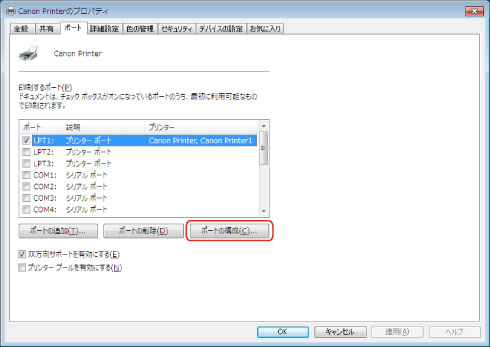 Canon Printerのプロパティ
全般 共有 ポート 詳細設定 色の管理 セキュリティ デバイスの設定 お気に入り
Canon Printer
印刷するポート(P)
ドキュメントは、チェック ボックスがオンになっているポートのうち、最初に利用可能なもの
で印刷されます。
ポート 説明 プリンター
LPT1: プリンター ポート Canon Printer, Canon Printer1
LPT2: プリンター ポート
LPT3: プリンター ポート
COM1: シリアル ポート
COM2: シリアル ポート
COM3: シリアル ポート
COM4: シリアル ポート
ポートの追加(T)... ポートの削除(D) ポートの構成(C)...
双方向サポートを有効にする(E)
プリンター プールを有効にする(N)
OK キャンセル 適用(A) ヘルプ